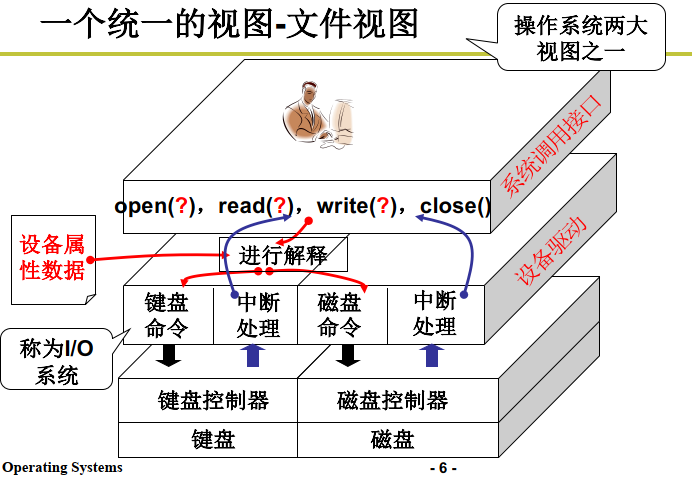 一个统一的视图-文件视图
操作系统两大
视图之一
系统调用接口
open(?)，read(?)，write(?)，close()
设备属
性数据
进行解释
设备驱动
键盘
命令
中断
处理
磁盘
命令
中断
处理
称为I/O
系统
键盘控制器
磁盘控制器
键盘
磁盘
Operating Systems
- 6 -